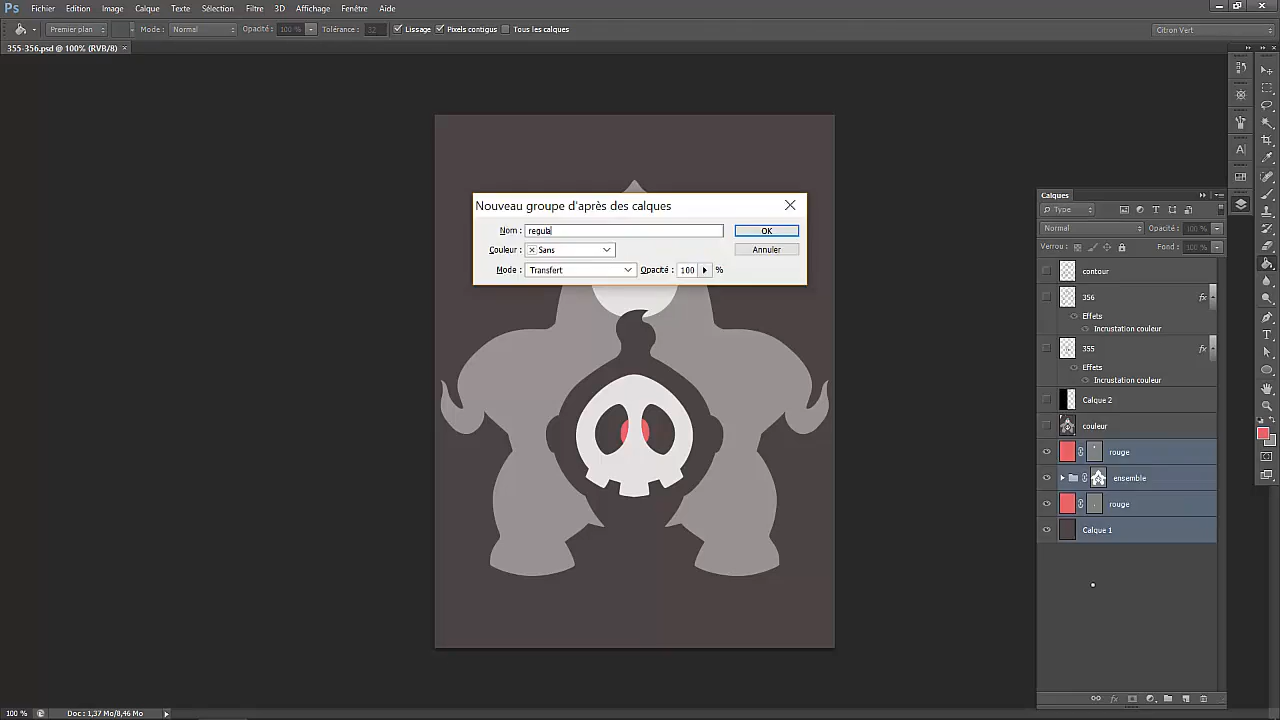 Ps Fichier Edition Image Calque Texte Sélection Filtre 3D Affichage Fenêtre Aide
Premier plan Mode : Normal Opacité : 100 % Tolérance : 32 Lissage Pixels contigus Tous les calques Citron Vert
355-356.psd @ 100% (RVB/8) ×
Nouveau groupe d'après des calques
Nom : regula OK
Couleur : Sans Annuler
Mode : Transfert Opacité : 100 %
Calques
Type
Normal Opacité : 100 %
Verrou : Fond : 100 %
contour
356 fx
Effets
Incrustation couleur
355 fx
Effets
Incrustation couleur
Calque 2
couleur
rouge
ensemble
rouge
Calque 1
100 % Doc : 1,37 Mo/8,46 Mo